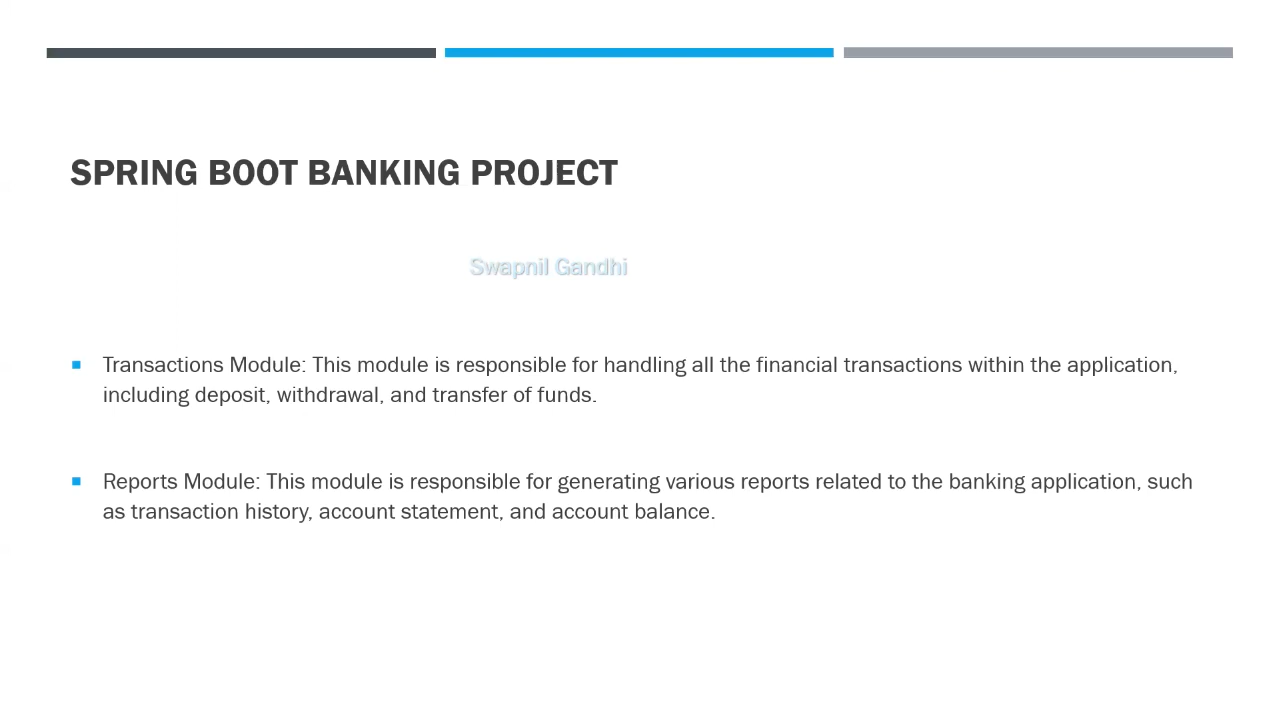 SPRING BOOT BANKING PROJECT
Swapnil Gandhi
Transactions Module: This module is responsible for handling all the financial transactions within the application,
including deposit, withdrawal, and transfer of funds.
Reports Module: This module is responsible for generating various reports related to the banking application, such
as transaction history, account statement, and account balance.